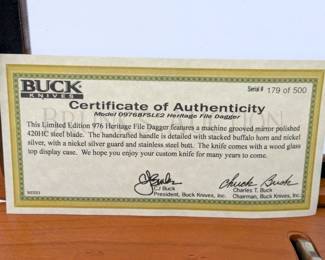 BUCK
KNIVES
Serial # 179 of 500
Certificate of Authenticity
Model 0976BFSLE2 Heritage File Dagger
This Limited Edition 976 Heritage File Dagger features a machine grooved mirror polished
420HC steel blade. The handcrafted handle is detailed with stacked buffalo horn and nickel
silver, with a nickel silver guard and stainless steel butt. The knife comes with a wood glass
top display case. We hope you enjoy your custom knife for many years to come.
Chuck Buck
CJ Buck
President, Buck Knives, Inc.
Charles T. Buck
Chairman, Buck Knives, Inc.